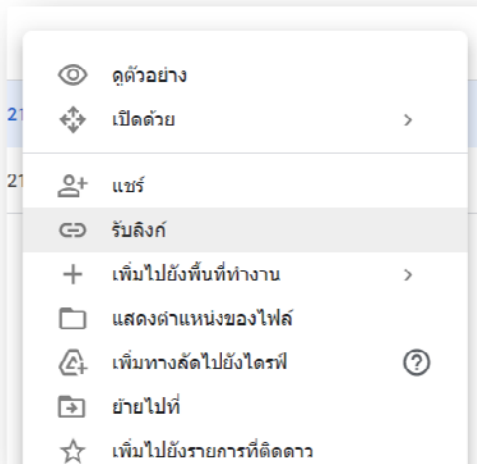 ดูตัวอย่าง
21
เปิดด้วย
21
แชร์
รับลิงก์
เพิ่มไปยังพื้นที่ทำงาน
แสดงตำแหน่งของไฟล์
เพิ่มทางลัดไปยังไดรฟ์
ย้ายไปที่
เพิ่มไปยังรายการที่ติดดาว